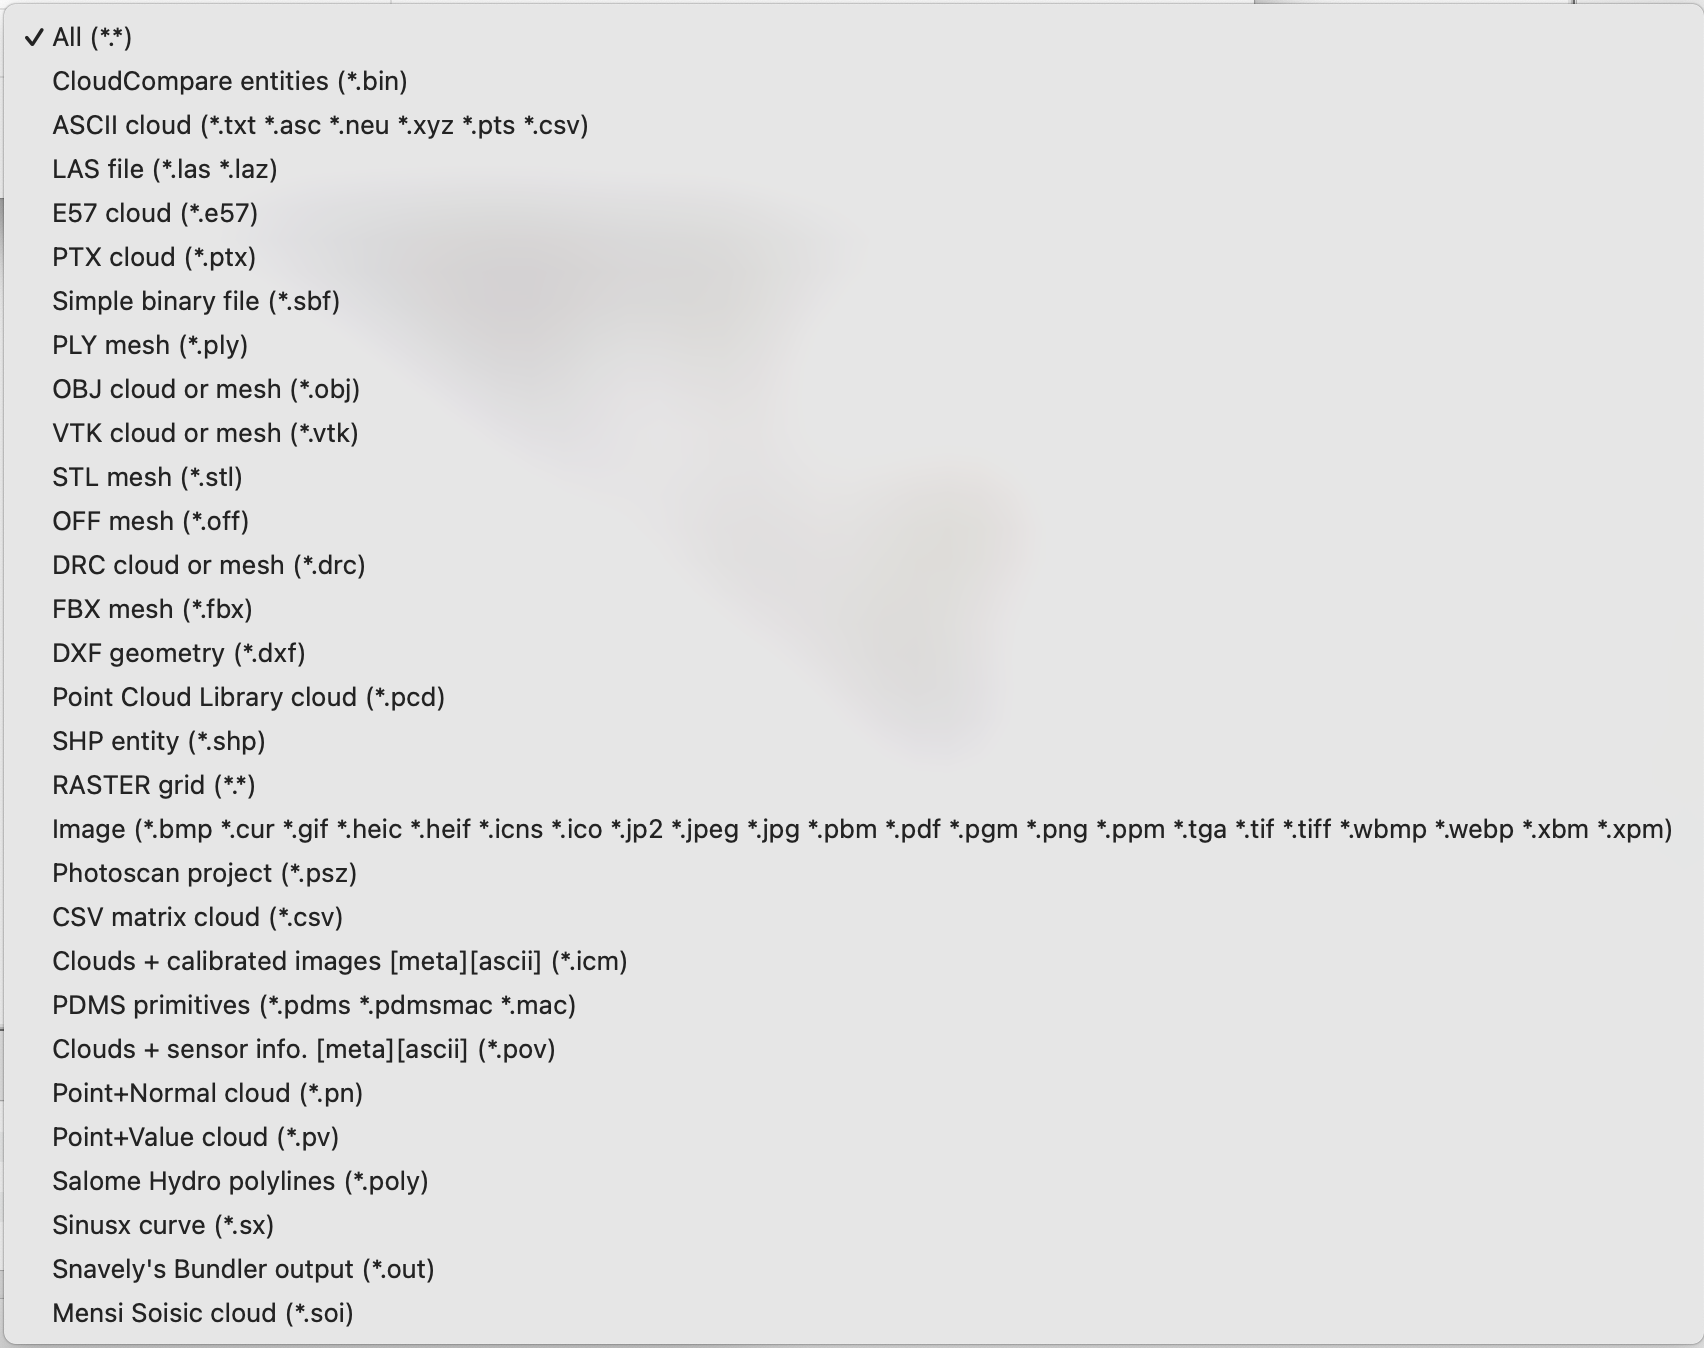 ✓ All (*.*)
CloudCompare entities (*.bin)
ASCII cloud (*.txt *.asc *.neu *.xyz *.pts *.csv)
LAS file (*.las *.laz)
E57 cloud (*.e57)
PTX cloud (*.ptx)
Simple binary file (*.sbf)
PLY mesh (*.ply)
OBJ cloud or mesh (*.obj)
VTK cloud or mesh (*.vtk)
STL mesh (*.stl)
OFF mesh (*.off)
DRC cloud or mesh (*.drc)
FBX mesh (*.fbx)
DXF geometry (*.dxf)
Point Cloud Library cloud (*.pcd)
SHP entity (*.shp)
RASTER grid (*.*)
Image (*.bmp *.cur *.gif *.heic *.heif *.icns *.ico *.jp2 *.jpeg *.jpg *.pbm *.pdf *.pgm *.png *.ppm *.tga *.tif *.tiff *.wbmp *.webp *.xbm *.xpm)
Photoscan project (*.psz)
CSV matrix cloud (*.csv)
Clouds + calibrated images [meta][ascii] (*.icm)
PDMS primitives (*.pdms *.pdmsmac *.mac)
Clouds + sensor info. [meta][ascii] (*.pov)
Point+Normal cloud (*.pn)
Point+Value cloud (*.pv)
Salome Hydro polylines (*.poly)
Sinusx curve (*.sx)
Snavely's Bundler output (*.out)
Mensi Soisic cloud (*.soi)